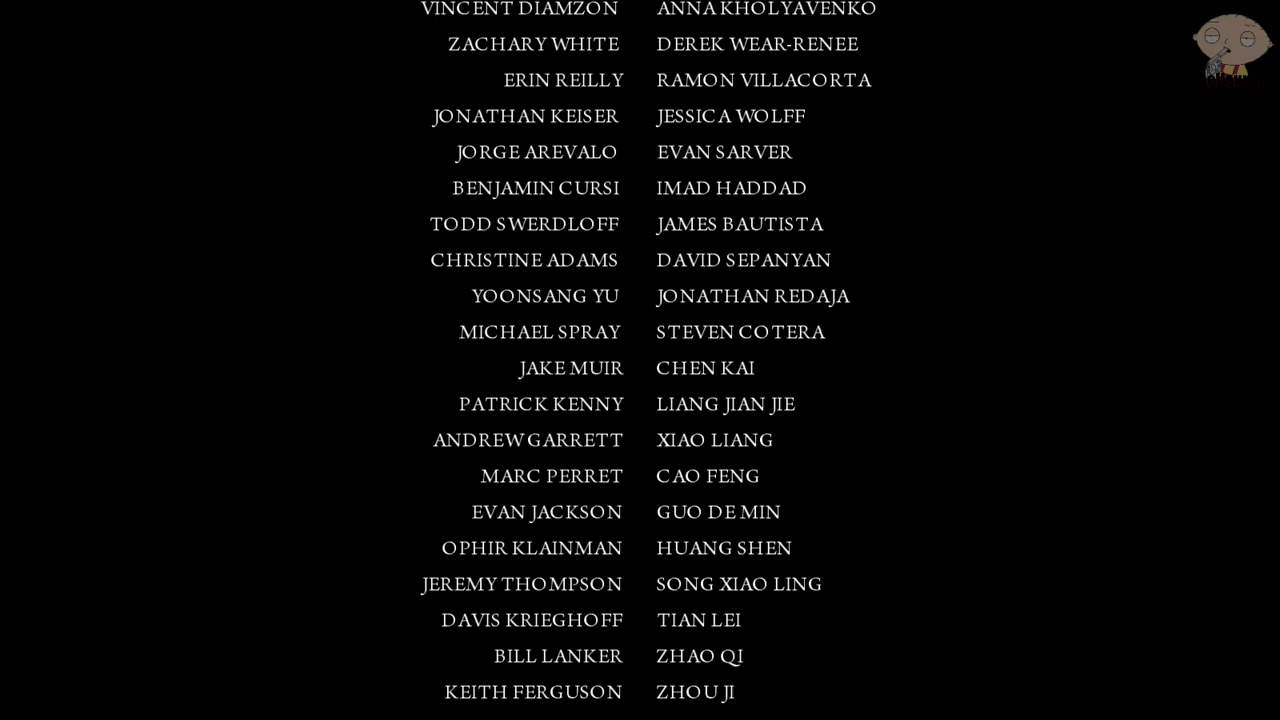 VINCENT DIAMZON ANNA KHOLYAVENKO
ZACHARY WHITE DEREK WEAR-RENEE
ERIN REILLY RAMON VILLACORTA
JONATHAN KEISER JESSICA WOLFF
JORGE AREVALO EVAN SARVER
BENJAMIN CURSI IMAD HADDAD
TODD SWERDLOFF JAMES BAUTISTA
CHRISTINE ADAMS DAVID SEPANYAN
YOONSANG YU JONATHAN REDAJA
MICHAEL SPRAY STEVEN COTERA
JAKE MUIR CHEN KAI
PATRICK KENNY LIANG JIAN JIE
ANDREW GARRETT XIAO LIANG
MARC PERRET CAO FENG
EVAN JACKSON GUO DE MIN
OPHIR KLAINMAN HUANG SHEN
JEREMY THOMPSON SONG XIAO LING
DAVIS KRIEGHOFF TIAN LEI
BILL LANKER ZHAO QI
KEITH FERGUSON ZHOU JI